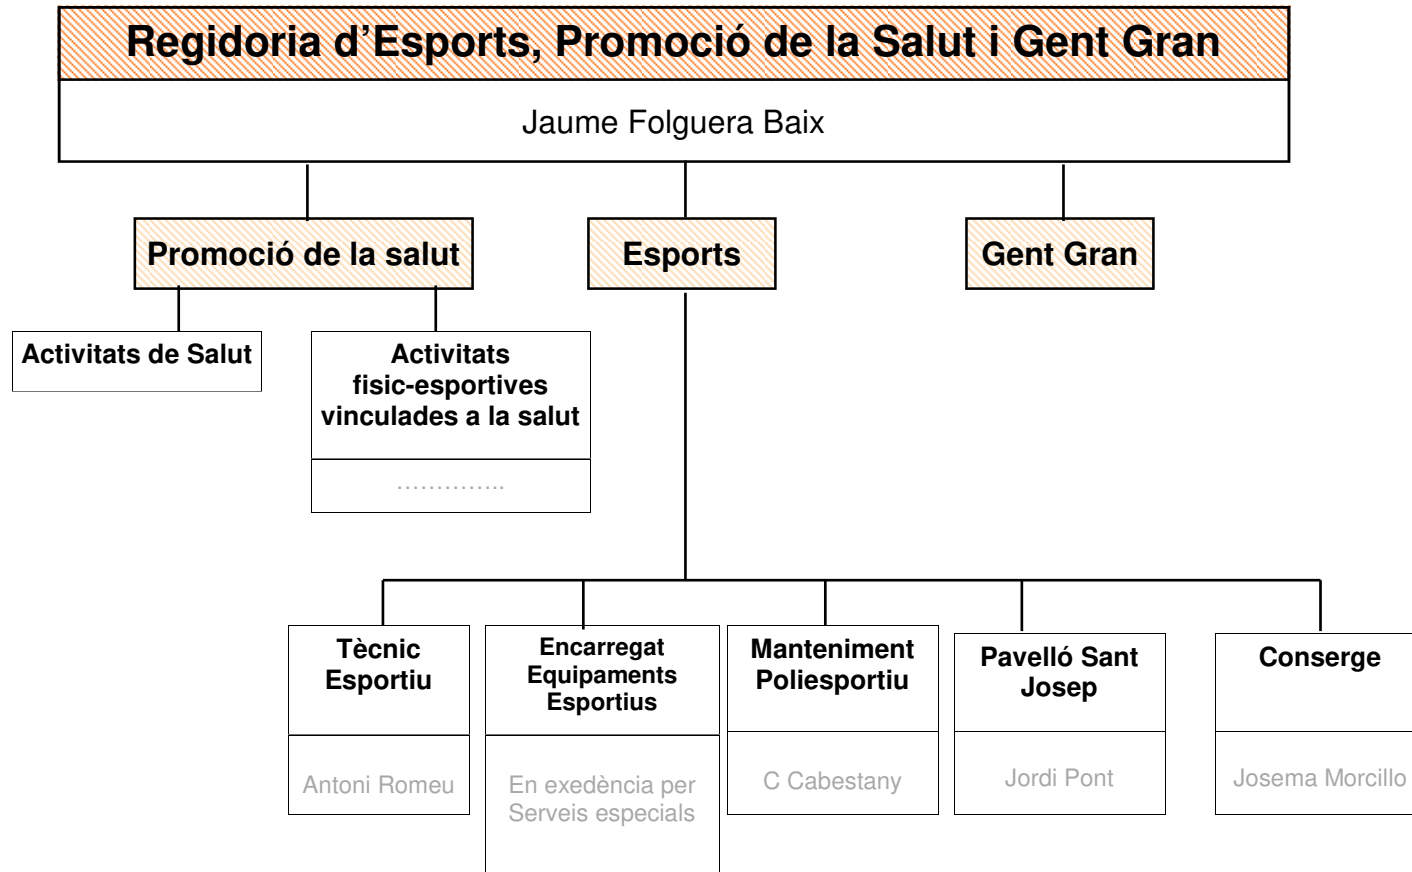 Regidoria d’Esports, Promoció de la Salut i Gent Gran
Jaume Folguera Baix
Promoció de la salut
Esports
Gent Gran
Activitats de Salut
Activitats
fisic-esportives
vinculades a la salut
…………..
Tècnic
Esportiu
Antoni Romeu
Encarregat
Equipaments
Esportius
En exedència per
Serveis especials
Manteniment
Poliesportiu
C Cabestany
Pavelló Sant
Josep
Jordi Pont
Conserge
Josema Morcillo